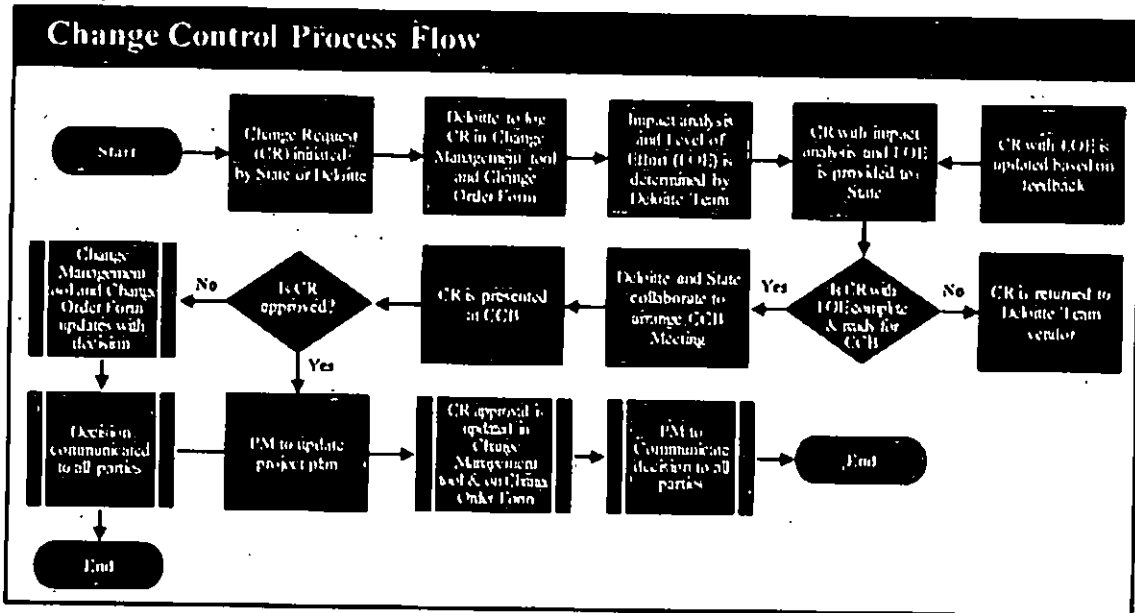 Change Control Process Flow
Start
Change Request
(CR) initiated
by State or Deloitte
Deloitte to log
CR in Change
Management tool
and Change
Order Form
Impact analysis
and Level of
Effort (LOE) is
determined by
Deloitte Team
CR with impact
analysis and LOE
is provided to
State
CR with LOE is
updated based on
feedback
Change
Management
tool and Change
Order Form
updates with
decision
No
Is CR
approved?
Yes
CR is presented
at CCB
Deloitte and State
collaborate to
arrange CCB
Meeting
Yes
Is CR with
LOE complete
& ready for
CCB
No
CR is returned to
Deloitte Team
vendor
Decision
communicated
to all parties
PM to update
project plan
CR approval is
updated in
Change
Management
tool & on
Order Form
PM to
Communicate
decision to all
parties
End
End